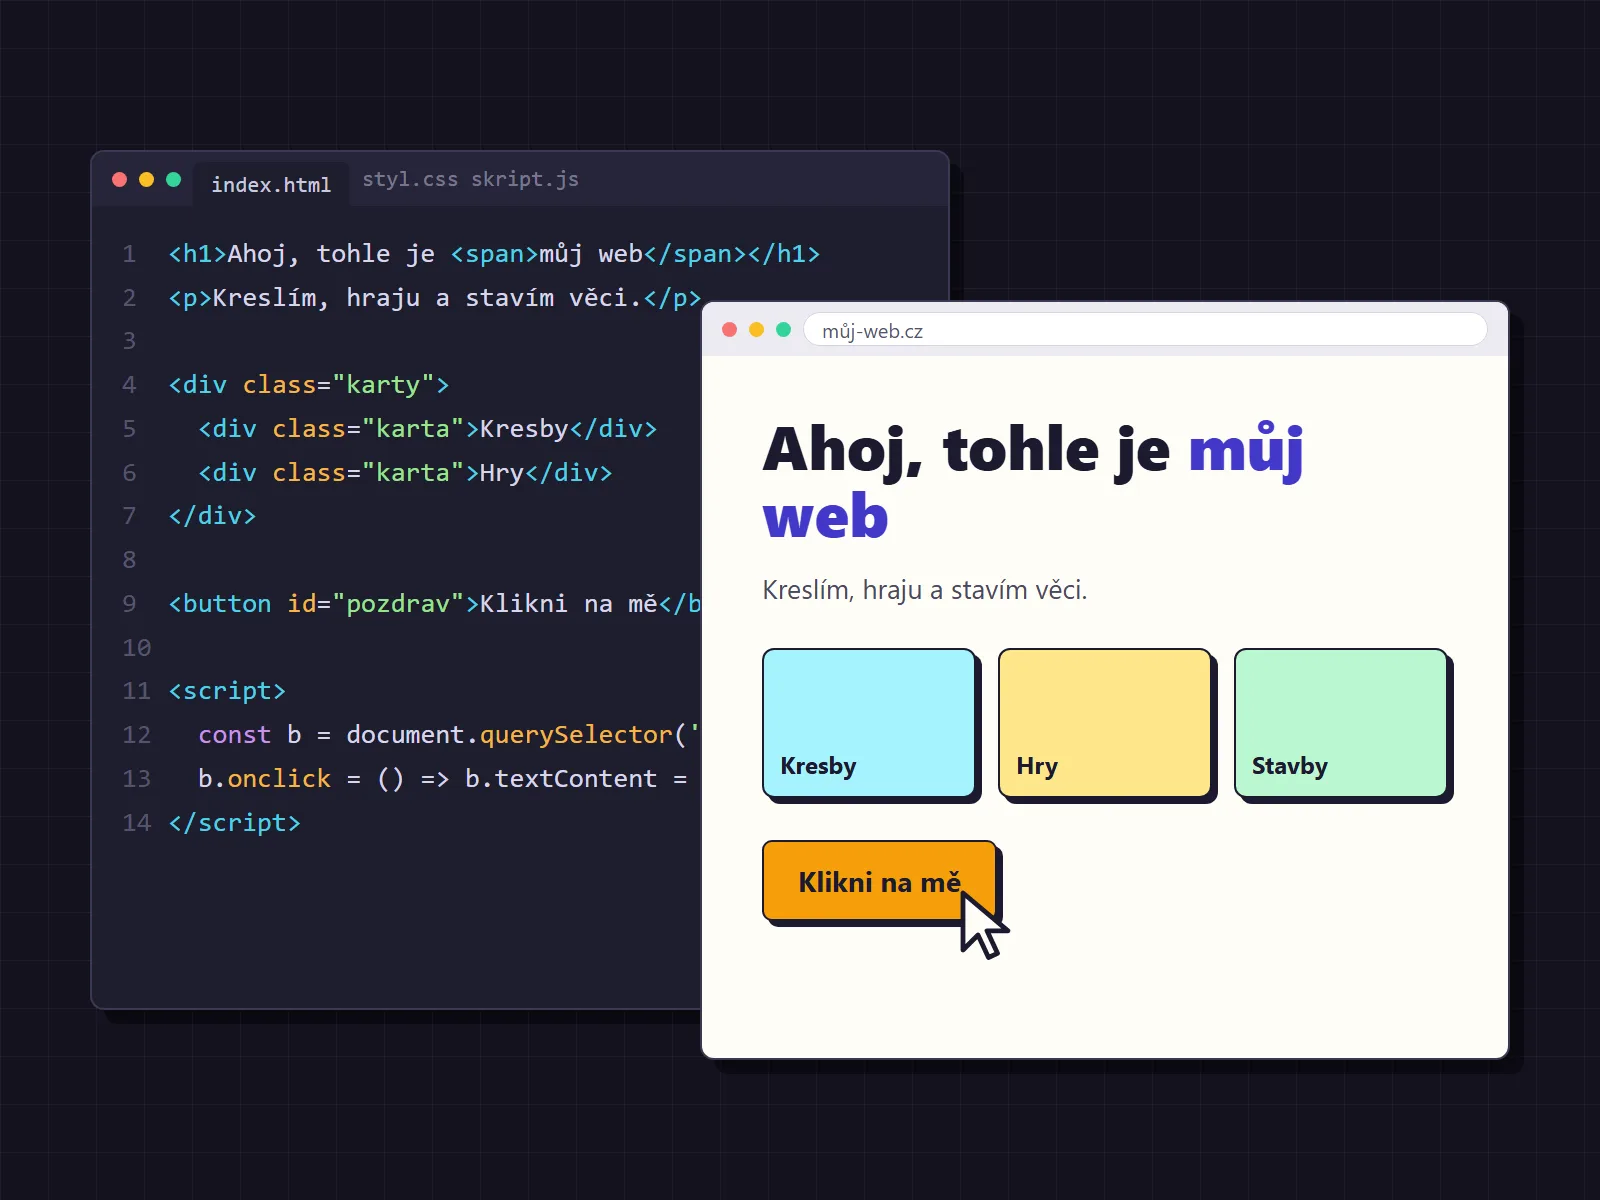 index.html styl.css skript.js
1 <h1>Ahoj, tohle je <span>můj web</span></h1>
2 <p>Kreslím, hraju a stavím věci.</p>
3
4 <div class="karty">
5 <div class="karta">Kresby</div>
6 <div class="karta">Hry</div>
7 </div>
8
9 <button id="pozdrav">Klikni na mě</b
10
11 <script>
12 const b = document.querySelector('
13 b.onclick = () => b.textContent =
14 </script>
můj-web.cz
Ahoj, tohle je můj
web
Kreslím, hraju a stavím věci.
Kresby
Hry
Stavby
Klikni na mě